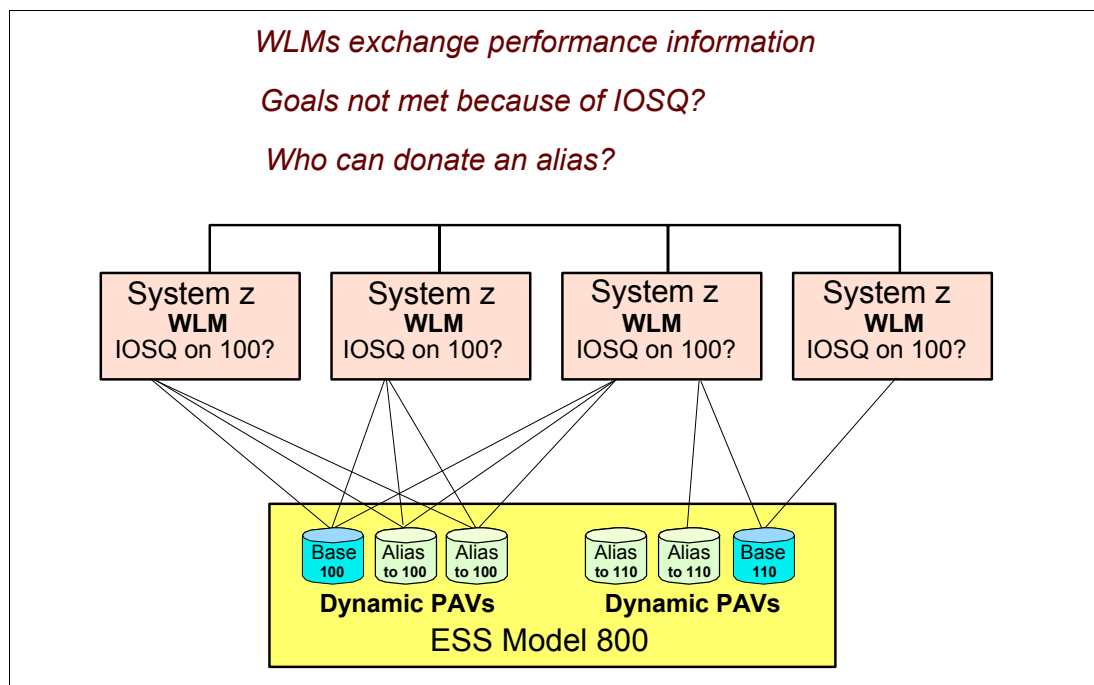 WLMs exchange performance information
Goals not met because of IOSQ?
Who can donate an alias?
System z
WLM
IOSQ on 100?
System z
WLM
IOSQ on 100?
System z
WLM
IOSQ on 100?
System z
WLM
IOSQ on 100?
Base
100
Alias
to 100
Alias
to 100
Alias
to 110
Alias
to 110
Base
110
Dynamic PAVs
Dynamic PAVs
ESS Model 800